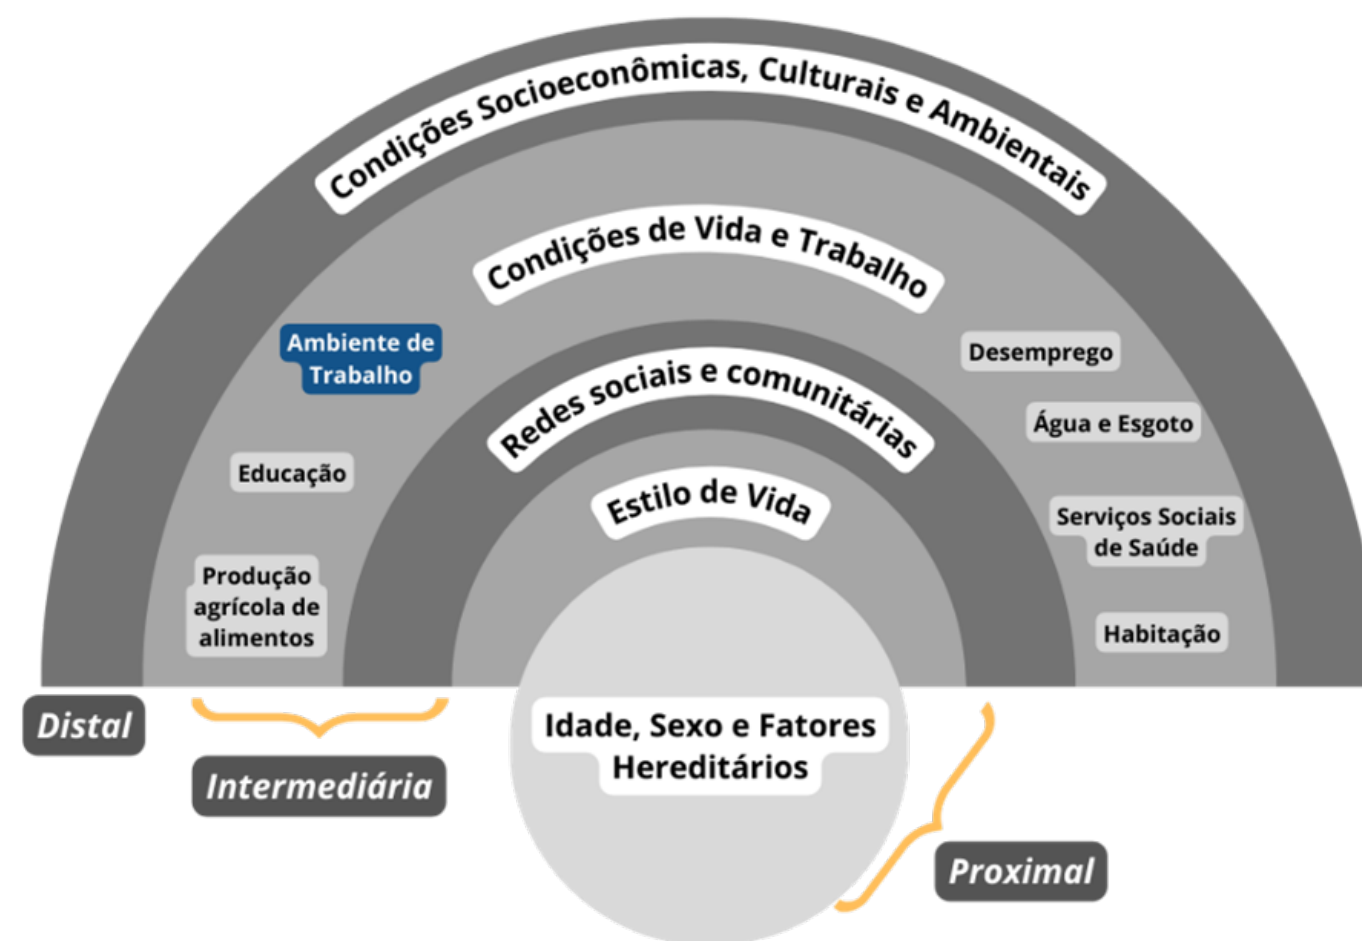 Condições Socioeconômicas, Culturais e Ambientais
Condições de Vida e Trabalho
Ambiente de
Trabalho
Desemprego
Redes sociais e comunitárias
Água e Esgoto
Educação
Estilo de Vida
Serviços Sociais
de Saúde
Produção
agrícola de
alimentos
Habitação
Distal
Idade, Sexo e Fatores
Hereditários
Intermediária
Proximal